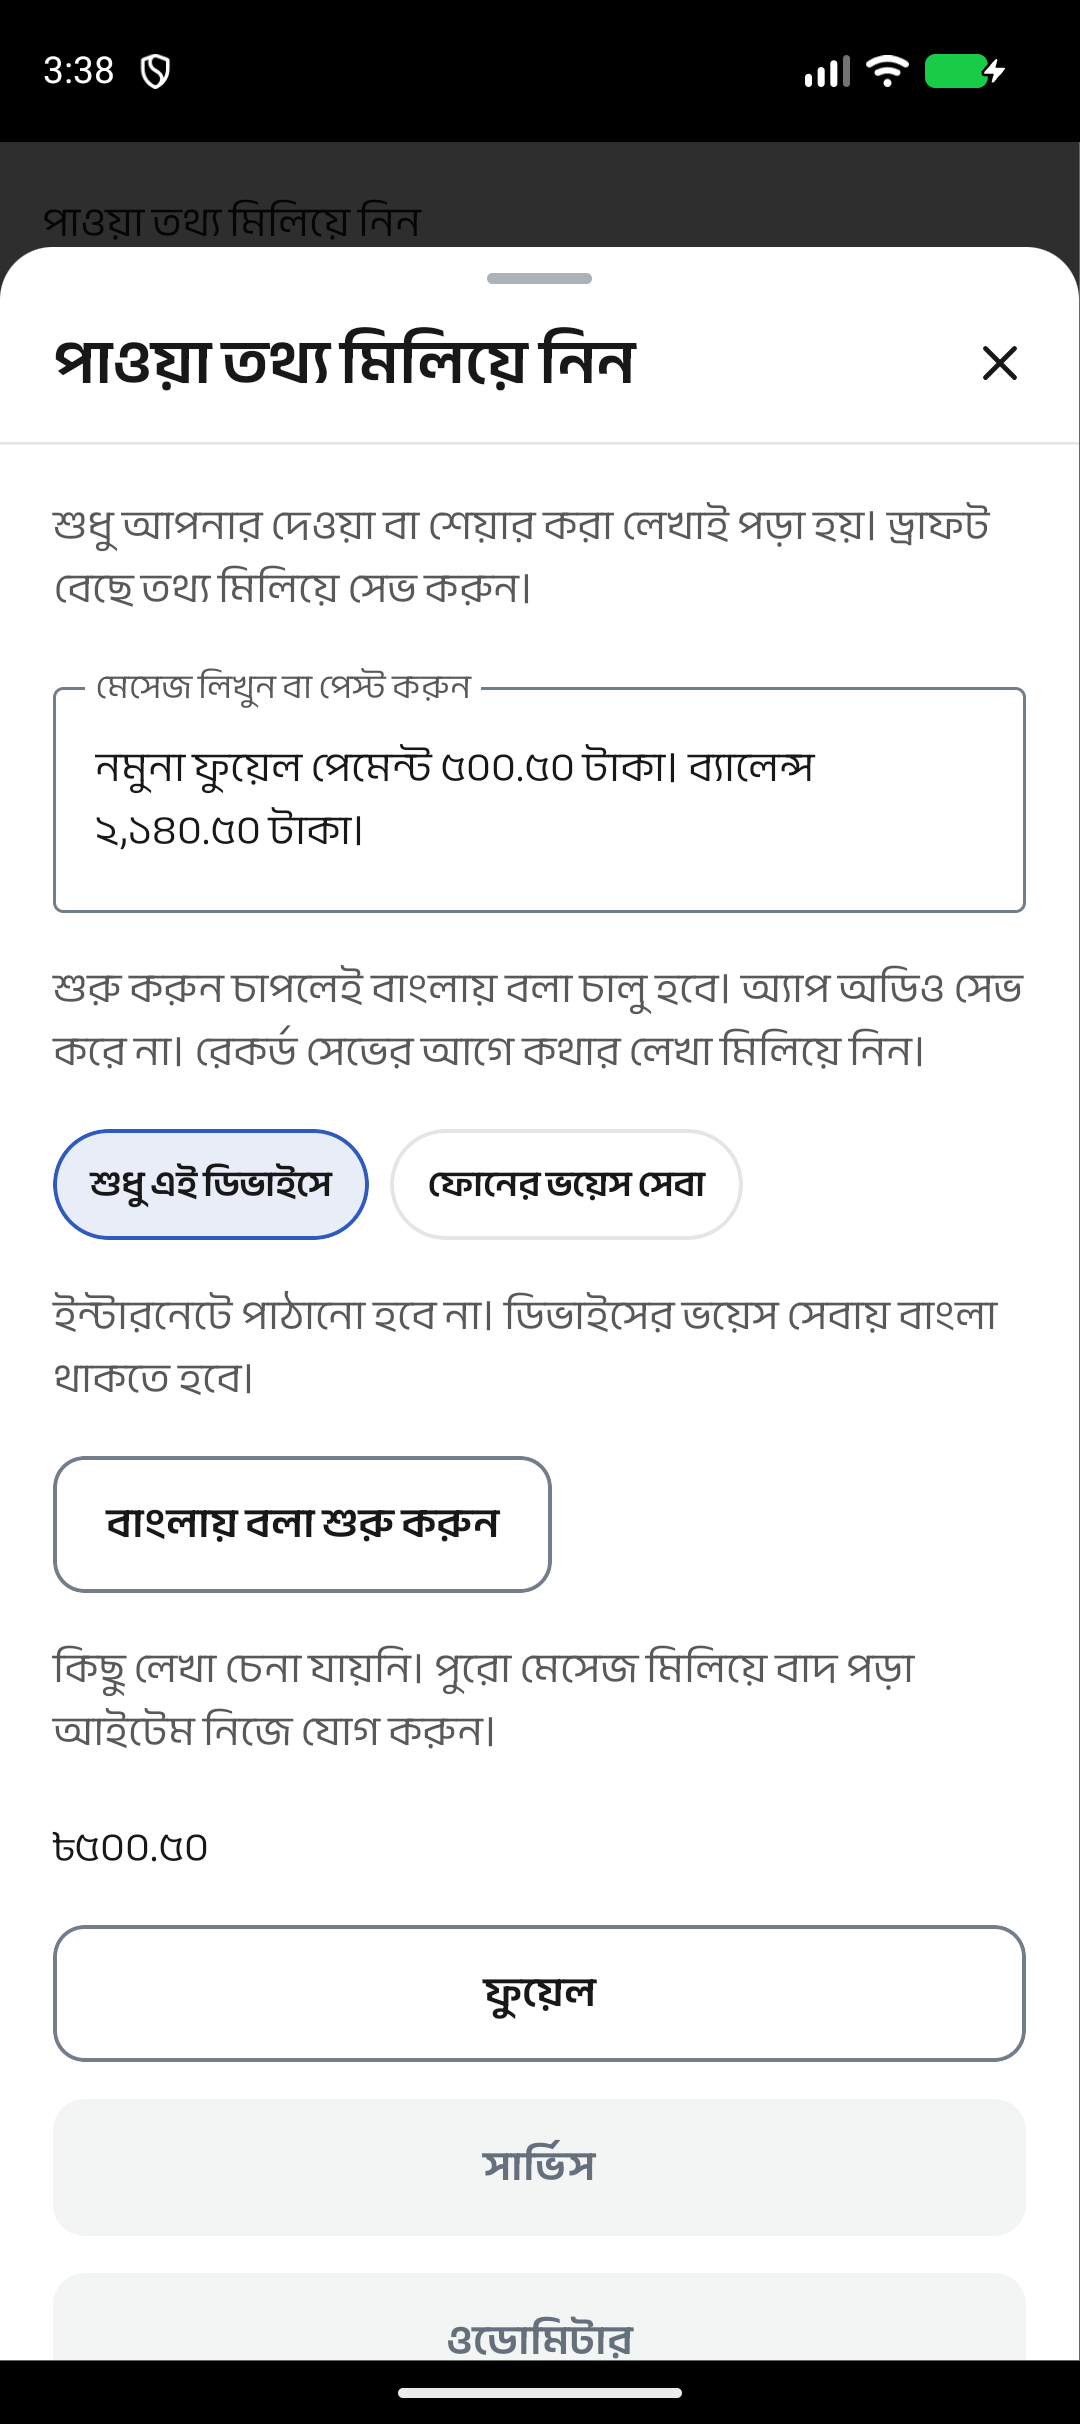 3:38
পাওয়া তথ্য মিলিয়ে নিন
পাওয়া তথ্য মিলিয়ে নিন
শুধু আপনার দেওয়া বা শেয়ার করা লেখাই পড়া হয়। ড্রাফট
বেছে তথ্য মিলিয়ে সেভ করুন।
মেসেজ লিখুন বা পেস্ট করুন
নমুনা ফুয়েল পেমেন্ট ৫০০.৫০ টাকা। ব্যালেন্স
২,১৪০.৫০ টাকা।
শুরু করুন চাপলেই বাংলায় বলা চালু হবে। অ্যাপ অডিও সেভ
করে না। রেকর্ড সেভের আগে কথার লেখা মিলিয়ে নিন।
শুধু এই ডিভাইসে
ফোনের ভয়েস সেবা
ইন্টারনেটে পাঠানো হবে না। ডিভাইসের ভয়েস সেবায় বাংলা
থাকতে হবে।
বাংলায় বলা শুরু করুন
কিছু লেখা চেনা যায়নি। পুরো মেসেজ মিলিয়ে বাদ পড়া
আইটেম নিজে যোগ করুন।
৳৫০০.৫০
ফুয়েল
সার্ভিস
ওডোমিটার